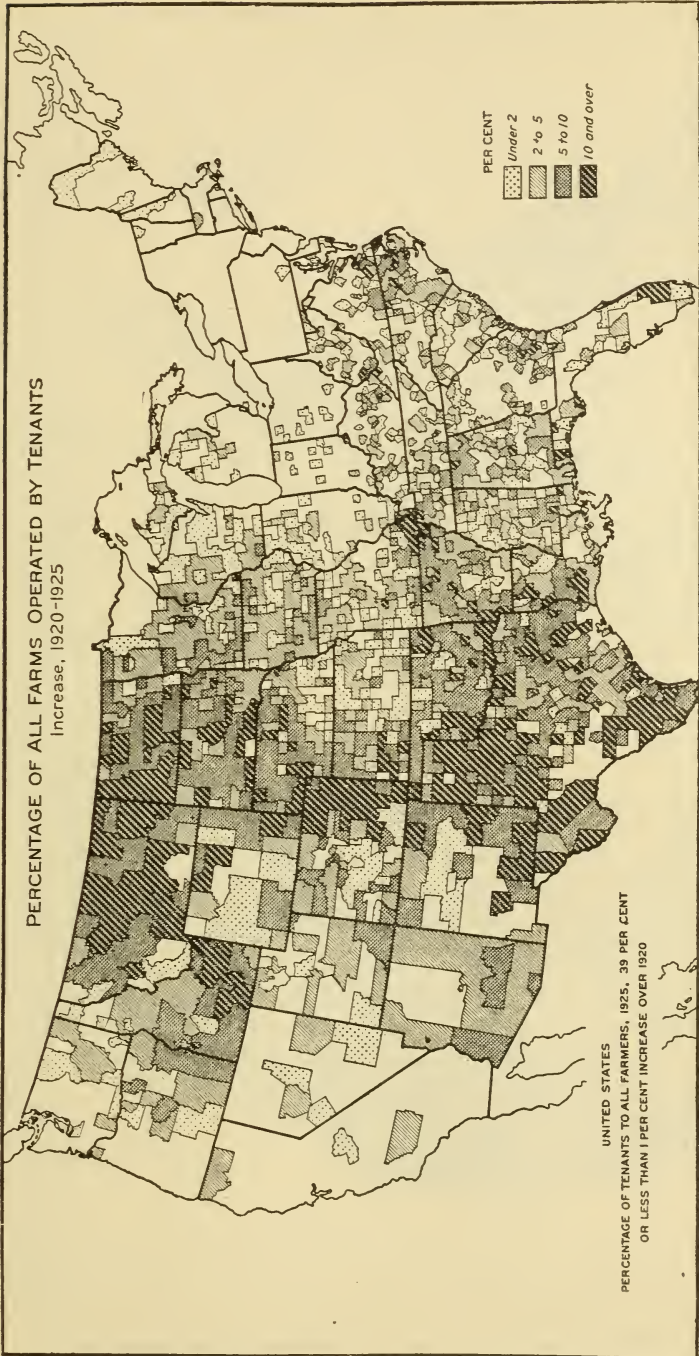 PERCENTAGE OF ALL FARMS OPERATED BY TENANTS
Increase, 1920-1925
PER CENT
Under 2
2 to 5
5 to 10
10 and over
UNITED STATES
PERCENTAGE OF TENANTS TO ALL FARMERS, 1925, 39 PER CENT
OR LESS THAN 1 PER CENT INCREASE OVER 1920